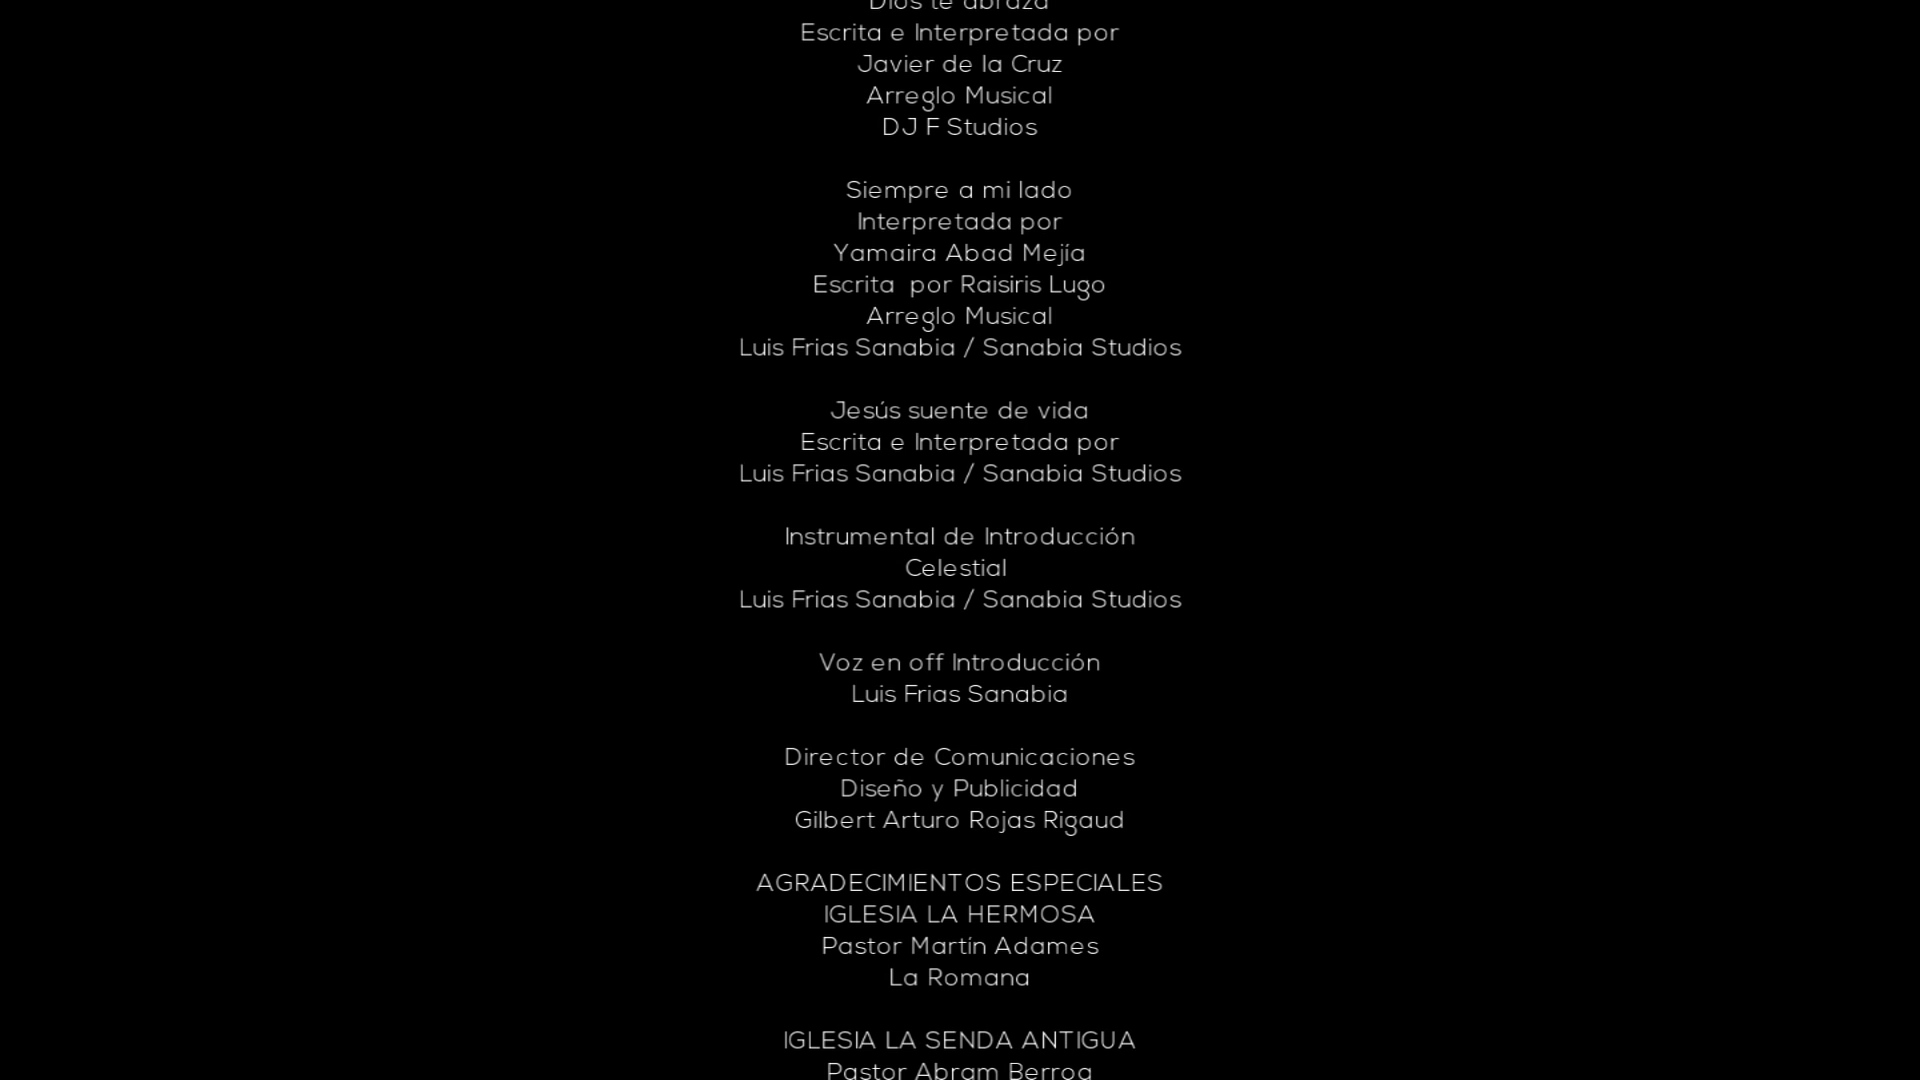 Dios te abraza
Escrita e Interpretada por
Javier de la Cruz
Arreglo Musical
DJ F Studios
Siempre a mi lado
Interpretada por
Yamaira Abad Mejía
Escrita  por Raisiris Lugo
Arreglo Musical
Luis Frias Sanabia / Sanabia Studios
Jesús suente de vida
Escrita e Interpretada por
Luis Frias Sanabia / Sanabia Studios
Instrumental de Introducción
Celestial
Luis Frias Sanabia / Sanabia Studios
Voz en off Introducción
Luis Frias Sanabia
Director de Comunicaciones
Diseño y Publicidad
Gilbert Arturo Rojas Rigaud
AGRADECIMIENTOS ESPECIALES
IGLESIA LA HERMOSA
Pastor Martín Adames
La Romana
IGLESIA LA SENDA ANTIGUA
Pastor Abram Berroa